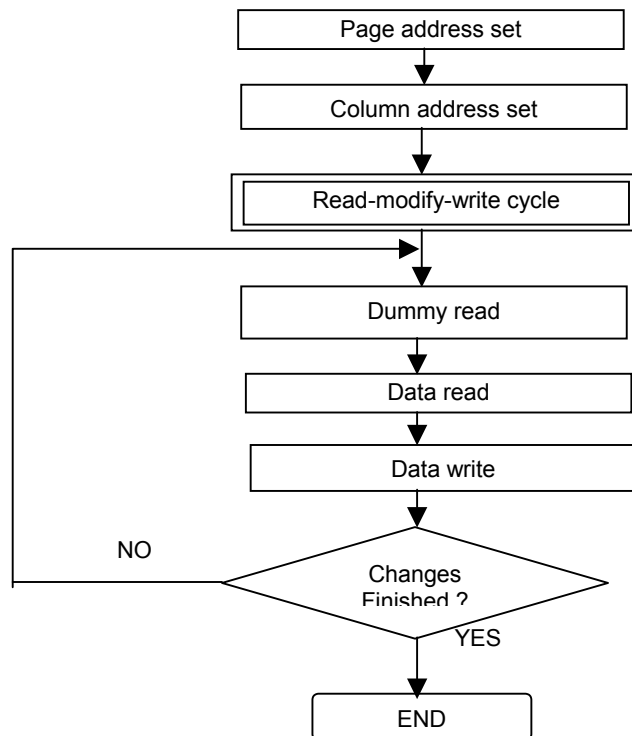 Page address set
Column address set
Read-modify-write cycle
Dummy read
Data read
Data write
NO
Changes
Finished ?
YES
END